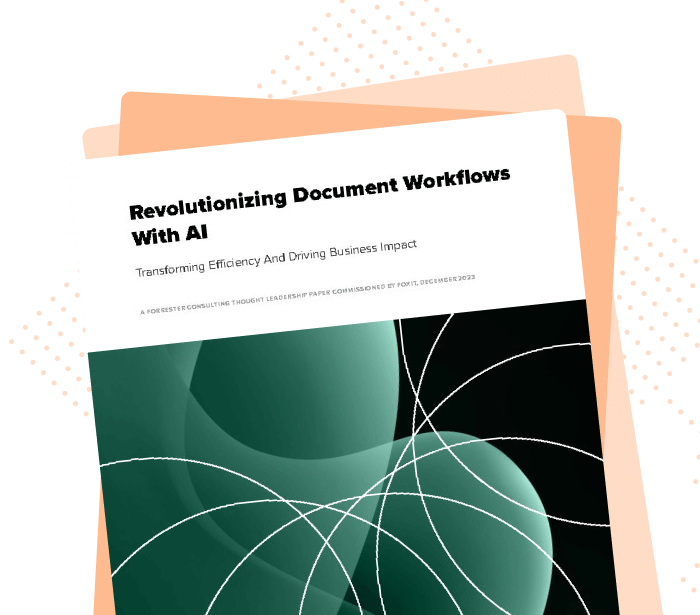 Revolutionizing Document Workflows
With AI
Transforming Efficiency And Driving Business Impact
A FORRESTER CONSULTING THOUGHT LEADERSHIP PAPER COMMISSIONED BY FOXIT, DECEMBER 2023